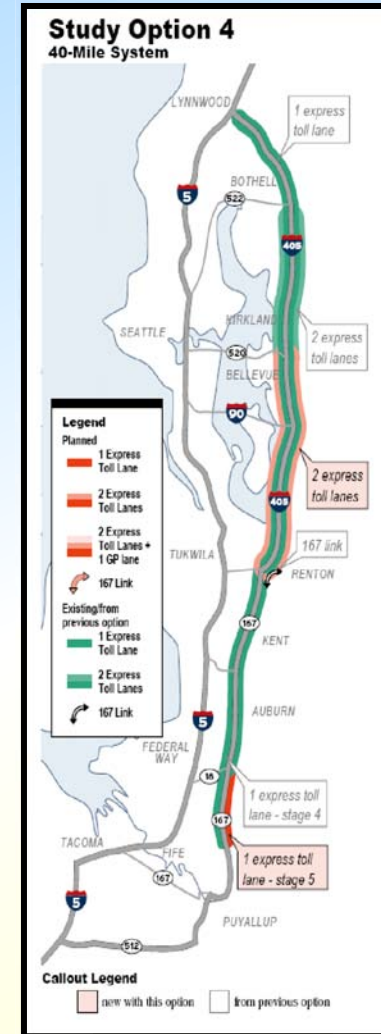 Study Option 4
40-Mile System
LYNNWOOD
1 express
toll lane
BOTHELL
5
522
405
KIRKLAND
2 express
toll lanes
SEATTLE
520
BELLEVUE
90
Legend
Planned
1 Express
Toll Lane
2 Express
Toll Lanes
2 Express
Toll Lanes +
1 GP lane
167 Link
Existing/from
previous option
1 Express
Toll Lane
2 Express
Toll Lanes
167 Link
2 express
toll lanes
405
167 link
TUKWILA
RENTON
167
KENT
5
AUBURN
FEDERAL
WAY
18
1 express toll
lane - stage 4
167
TACOMA
FIFE
167
1 express toll
lane - stage 5
5
PUYALLUP
512
Callout Legend
new with this option
from previous option